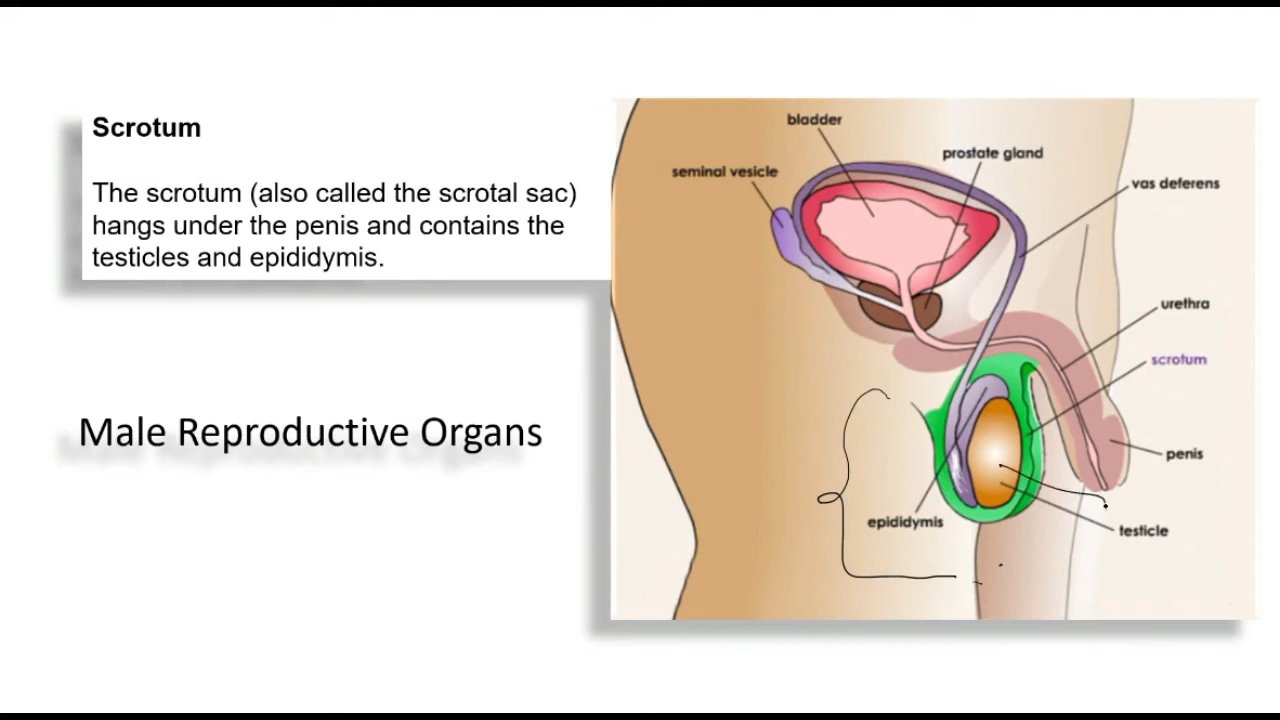 Scrotum
The scrotum (also called the scrotal sac)
hangs under the penis and contains the
testicles and epididymis.
Male Reproductive Organs
bladder
prostate gland
seminal vesicle
vas deferens
urethra
scrotum
penis
epididymis
testicle